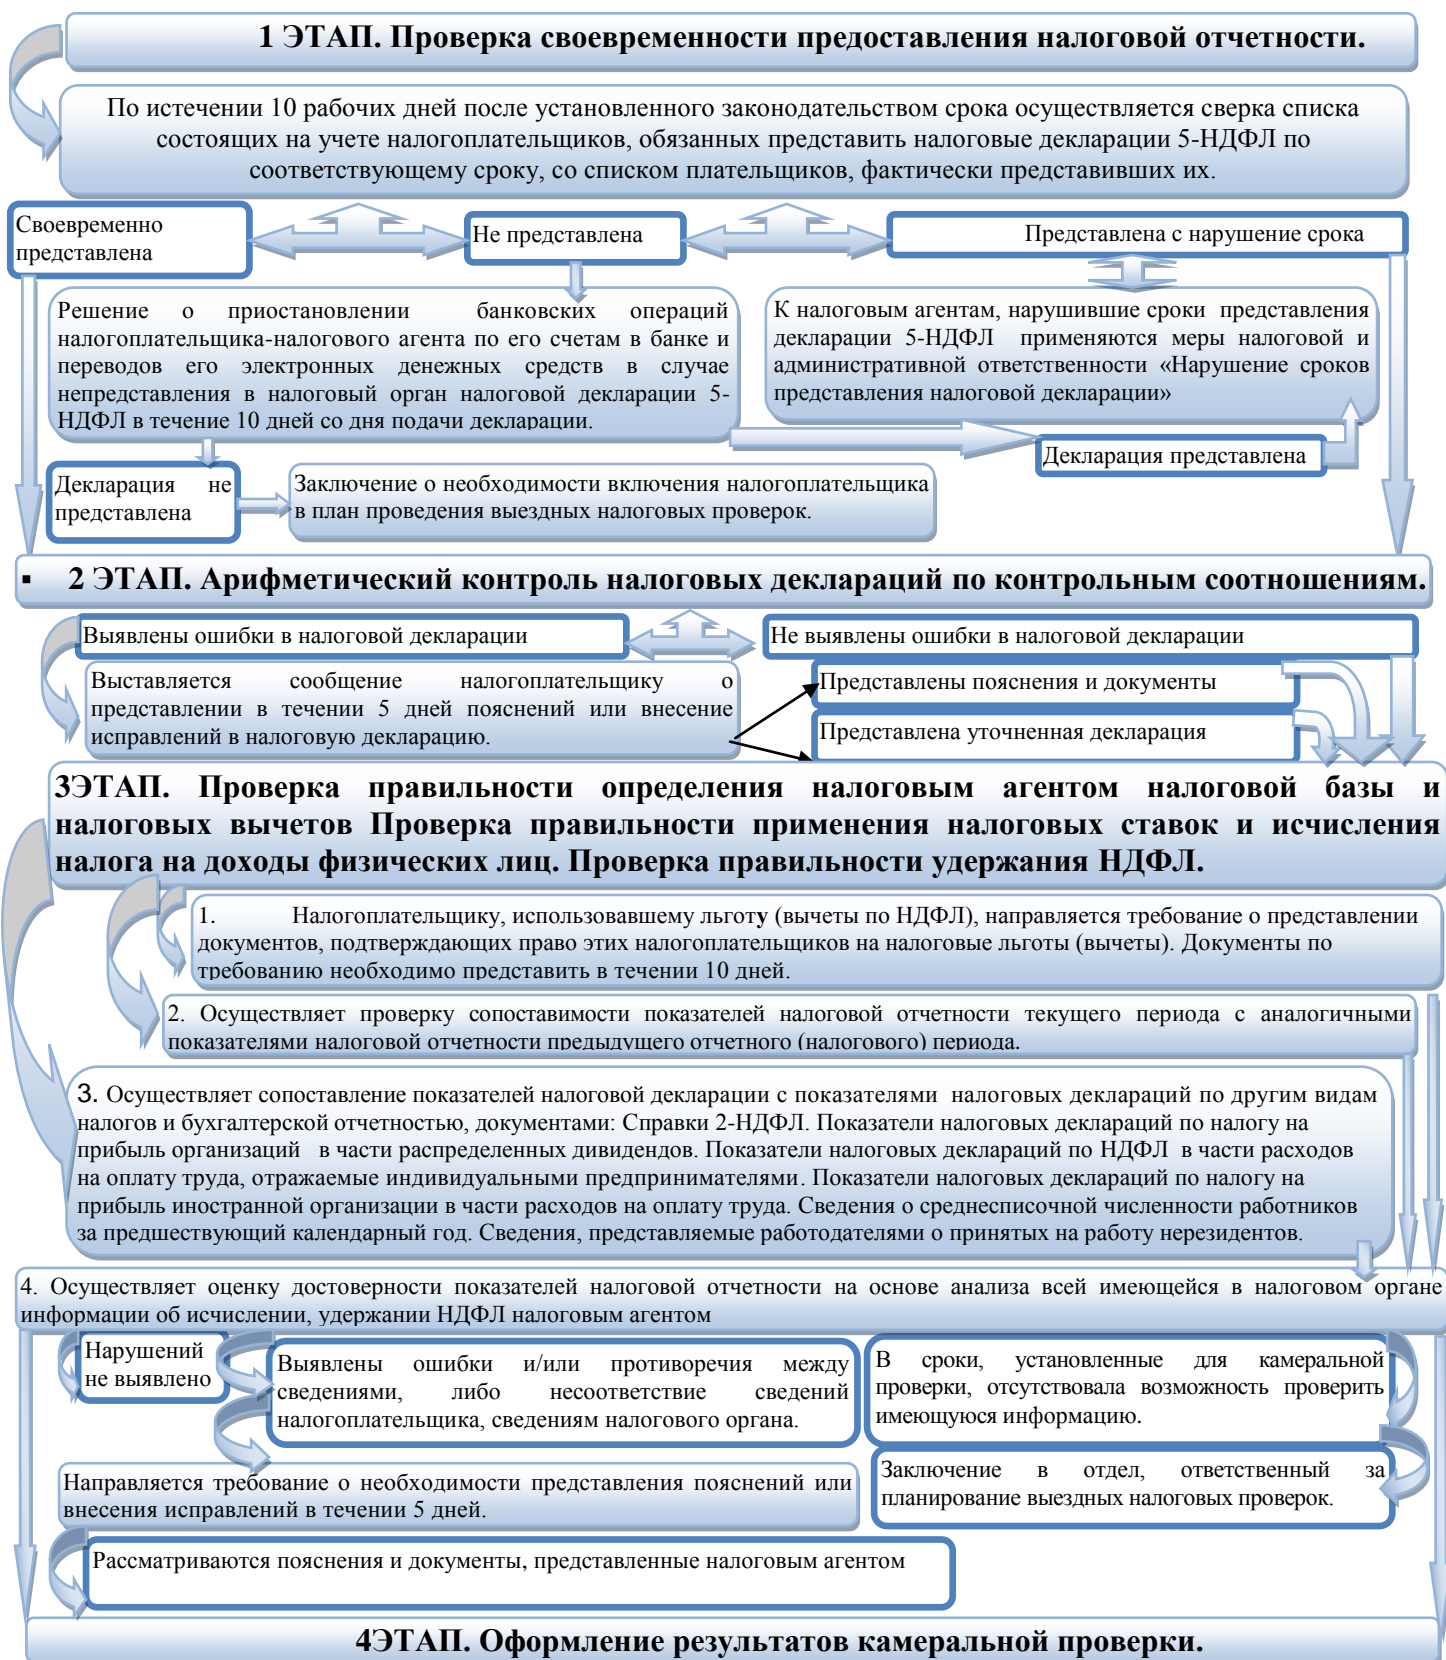 1 ЭТАП. Проверка своевременности предоставления налоговой отчетности.
По истечении 10 рабочих дней после установленного законодательством срока осуществляется сверка списка
состоящих на учете налогоплательщиков, обязанных представить налоговые декларации 5-НДФЛ по
соответствующему сроку, со списком плательщиков, фактически представивших их.
Своевременно
представлена
Не представлена
Представлена с нарушение срока
Решение о приостановлении банковских операций
налогоплательщика-налогового агента по его счетам в банке и
переводов его электронных денежных средств в случае
непредставления в налоговый орган налоговой декларации 5-
НДФЛ в течение 10 дней со дня подачи декларации.
К налоговым агентам, нарушившие сроки представления
декларации 5-НДФЛ применяются меры налоговой и
административной ответственности «Нарушение сроков
представления налоговой декларации»
Декларация представлена
Декларация не
представлена
Заключение о необходимости включения налогоплательщика
в план проведения выездных налоговых проверок.
▪ 2 ЭТАП. Арифметический контроль налоговых деклараций по контрольным соотношениям.
Выявлены ошибки в налоговой декларации
Не выявлены ошибки в налоговой декларации
Выставляется сообщение налогоплательщику о
представлении в течении 5 дней пояснений или внесение
исправлений в налоговую декларацию.
Представлены пояснения и документы
Представлена уточненная декларация
3ЭТАП. Проверка правильности определения налоговым агентом налоговой базы и
налоговых вычетов Проверка правильности применения налоговых ставок и исчисления
налога на доходы физических лиц. Проверка правильности удержания НДФЛ.
1. Налогоплательщику, использовавшему льготу (вычеты по НДФЛ), направляется требование о представлении
документов, подтверждающих право этих налогоплательщиков на налоговые льготы (вычеты). Документы по
требованию необходимо представить в течении 10 дней.
2. Осуществляет проверку сопоставимости показателей налоговой отчетности текущего периода с аналогичными
показателями налоговой отчетности предыдущего отчетного (налогового) периода.
3. Осуществляет сопоставление показателей налоговой декларации с показателями налоговых деклараций по другим видам
налогов и бухгалтерской отчетностью, документами: Справки 2-НДФЛ. Показатели налоговых деклараций по налогу на
прибыль организаций в части распределенных дивидендов. Показатели налоговых деклараций по НДФЛ в части расходов
на оплату труда, отражаемые индивидуальными предпринимателями. Показатели налоговых деклараций по налогу на
прибыль иностранной организации в части расходов на оплату труда. Сведения о среднесписочной численности работников
за предшествующий календарный год. Сведения, представляемые работодателями о принятых на работу нерезидентов.
4. Осуществляет оценку достоверности показателей налоговой отчетности на основе анализа всей имеющейся в налоговом органе
информации об исчислении, удержании НДФЛ налоговым агентом
Нарушений
не выявлено
Выявлены ошибки и/или противоречия между
сведениями, либо несоответствие сведений
налогоплательщика, сведениям налогового органа.
В сроки, установленные для камеральной
проверки, отсутствовала возможность проверить
имеющуюся информацию.
Направляется требование о необходимости представления пояснений или
внесения исправлений в течении 5 дней.
Заключение в отдел, ответственный за
планирование выездных налоговых проверок.
Рассматриваются пояснения и документы, представленные налоговым агентом
4ЭТАП. Оформление результатов камеральной проверки.